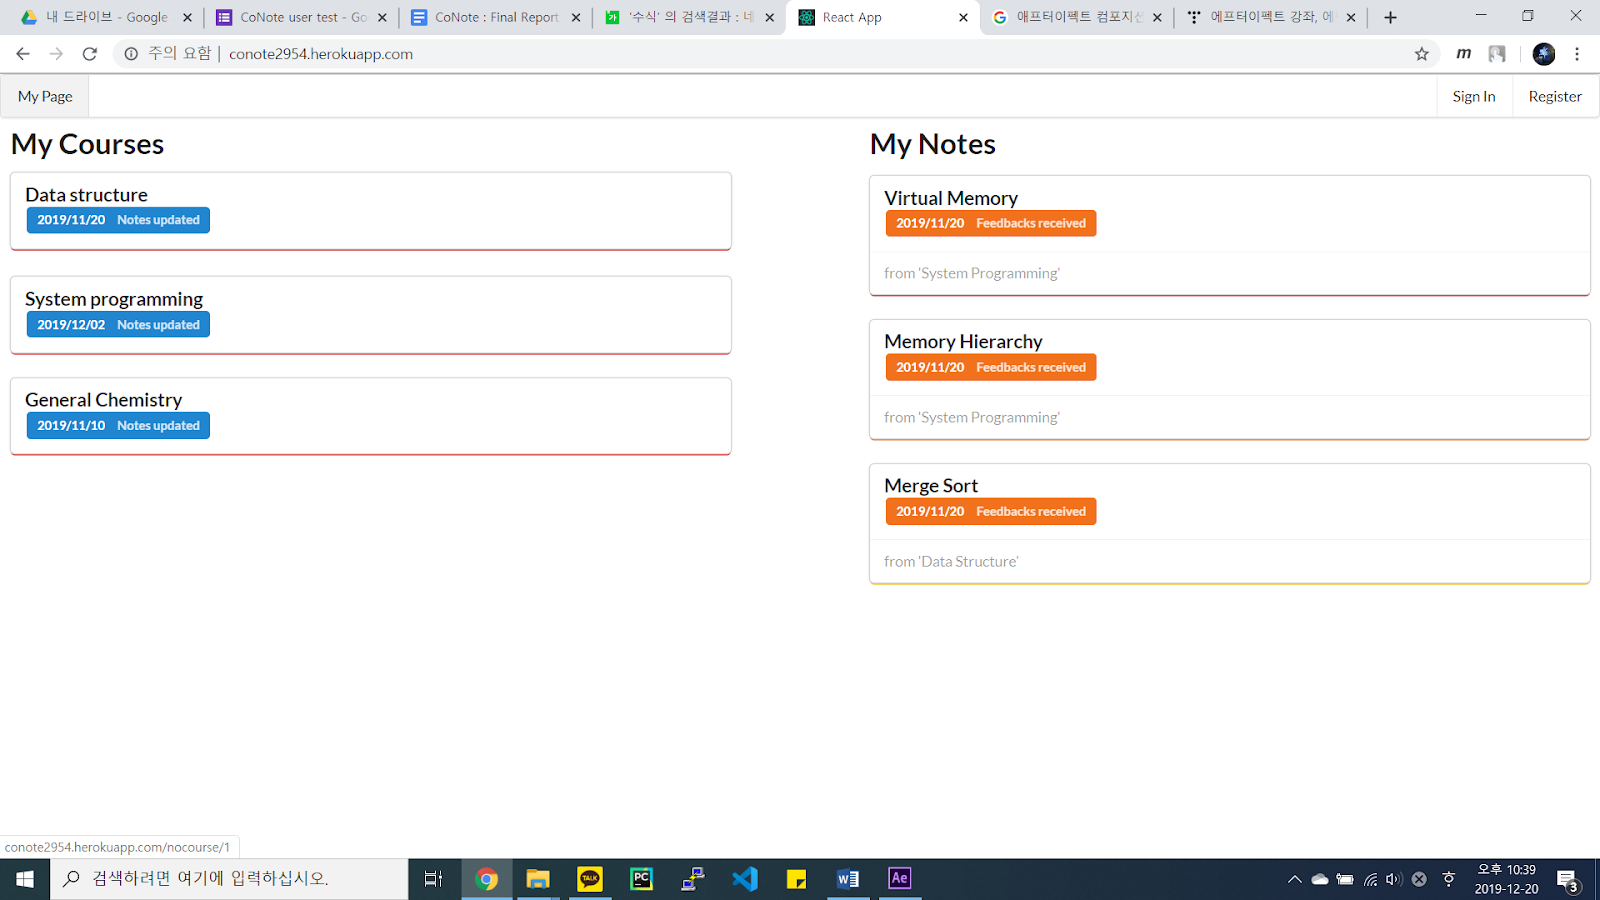 내 드라이브 - Google
CoNote user test - Go
CoNote : Final Report
'수식' 의 검색결과 : 네
React App
애프터이펙트 컴포지션
에프터이펙트 강좌, 에
주의 요함 | conote2954.herokuapp.com
My Page
Sign In
Register
My Courses
Data structure
2019/11/20 Notes updated
System programming
2019/12/02 Notes updated
General Chemistry
2019/11/10 Notes updated
My Notes
Virtual Memory
2019/11/20 Feedbacks received
from 'System Programming'
Memory Hierarchy
2019/11/20 Feedbacks received
from 'System Programming'
Merge Sort
2019/11/20 Feedbacks received
from 'Data Structure'
conote2954.herokuapp.com/nocourse/1
검색하려면 여기에 입력하십시오.
TALK
PC
W
Ae
오후 10:39
2019-12-20
3